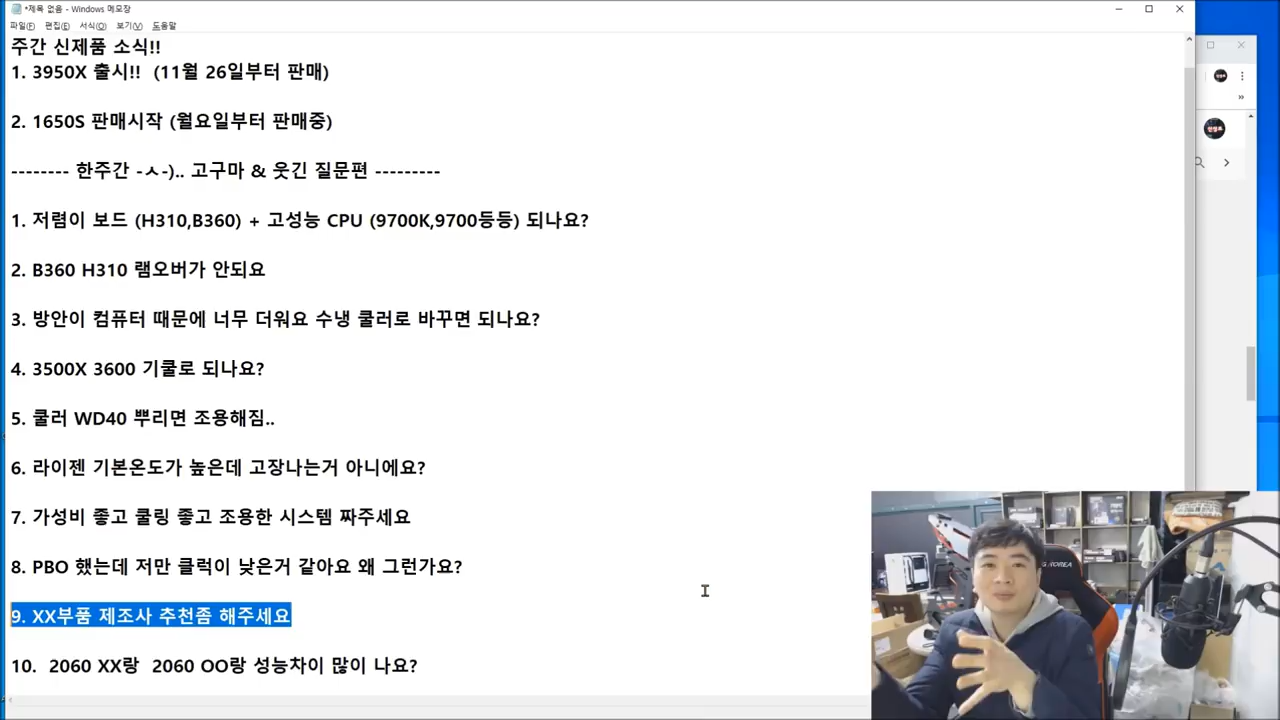 *제목 없음 - Windows 메모장
파일(F) 편집(E) 서식(O) 보기(V) 도움말
주간 신제품 소식!!
1. 3950X 출시!! (11월 26일부터 판매)
2. 1650S 판매시작 (월요일부터 판매중)
-------- 한주간 -ㅅ-).. 고구마 & 웃긴 질문편 ---------
1. 저렴이 보드 (H310,B360) + 고성능 CPU (9700K,9700등등) 되나요?
2. B360 H310 램오버가 안되요
3. 방안이 컴퓨터 때문에 너무 더워요 수냉 쿨러로 바꾸면 되나요?
4. 3500X 3600 기쿨로 되나요?
5. 쿨러 WD40 뿌리면 조용해짐..
6. 라이젠 기본온도가 높은데 고장나는거 아니에요?
7. 가성비 좋고 쿨링 좋고 조용한 시스템 짜주세요
8. PBO 했는데 저만 클럭이 낮은거 같아요 왜 그런가요?
9. XX부품 제조사 추천좀 해주세요
10. 2060 XX랑 2060 OO랑 성능차이 많이 나요?